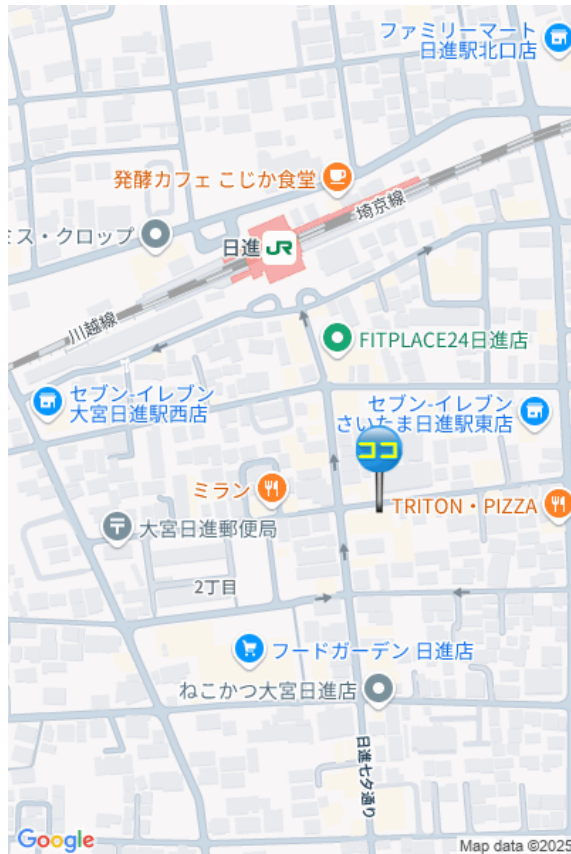 ファミリーマート
日進駅北口店
発酵カフェ こじか食堂
埼京線
ミス・クロップ
日進
JR
川越線
FITPLACE24日進店
セブン-イレブン
大宮日進駅西店
セブン-イレブン
さいたま日進駅東店
ココ
ミラン
TRITON・PIZZA
大宮日進郵便局
2丁目
フードガーデン 日進店
ねこかつ大宮日進店
日進七夕通り
Google
Map data ©2025